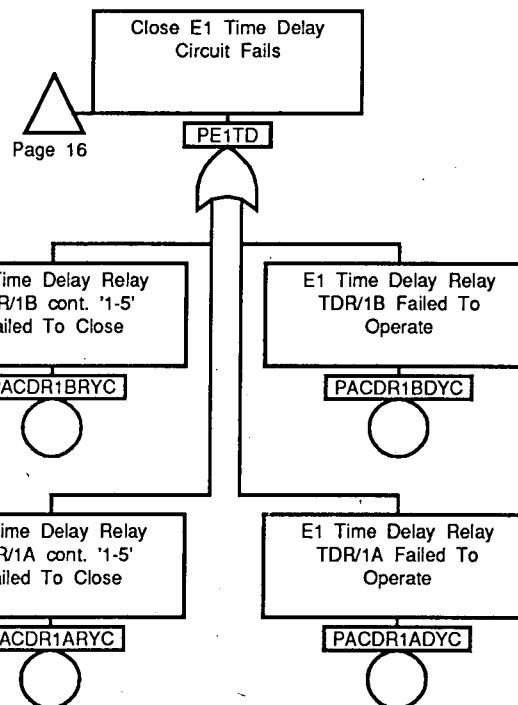 Close E1 Time Delay
Circuit Fails
Page 16
PE1TD
Time Delay Relay
R/1B cont. '1-5'
ailed To Close
E1 Time Delay Relay
TDR/1B Failed To
Operate
ACDR1BRYC
PACDR1BDYC
ime Delay Relay
R/1A cont. '1-5'
iled To Close
E1 Time Delay Relay
TDR/1A Failed To
Operate
ACDR1ARYC
PACDR1ADYC